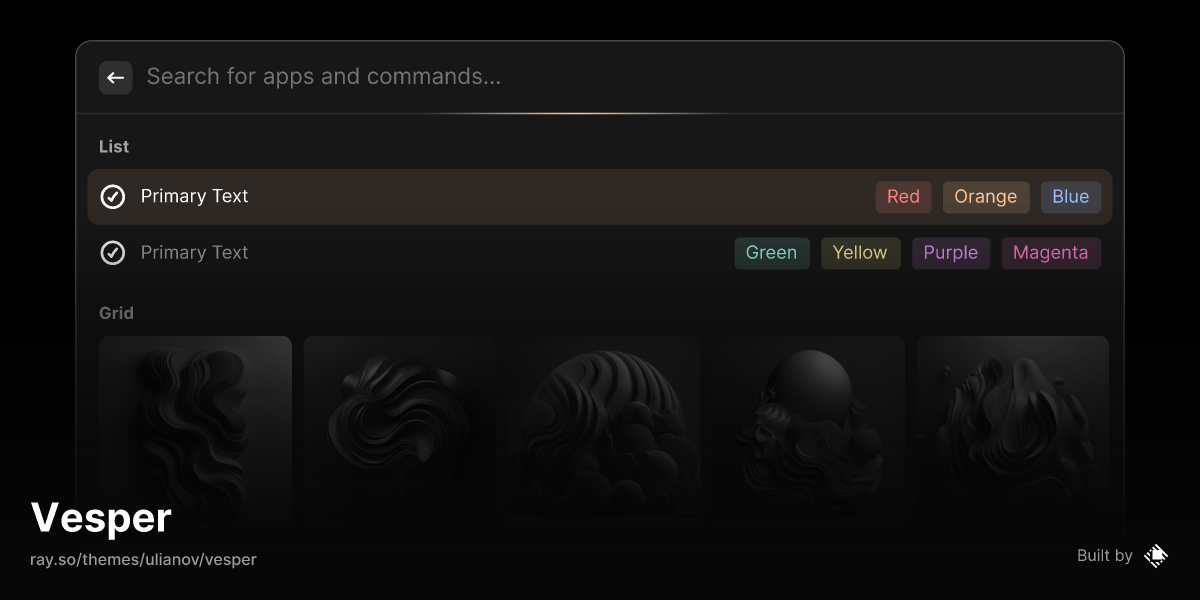 Search for apps and commands...
List
Primary Text Red Orange Blue
Primary Text Green Yellow Purple Magenta
Grid
Vesper
ray.so/themes/ulianov/vesper
Built by